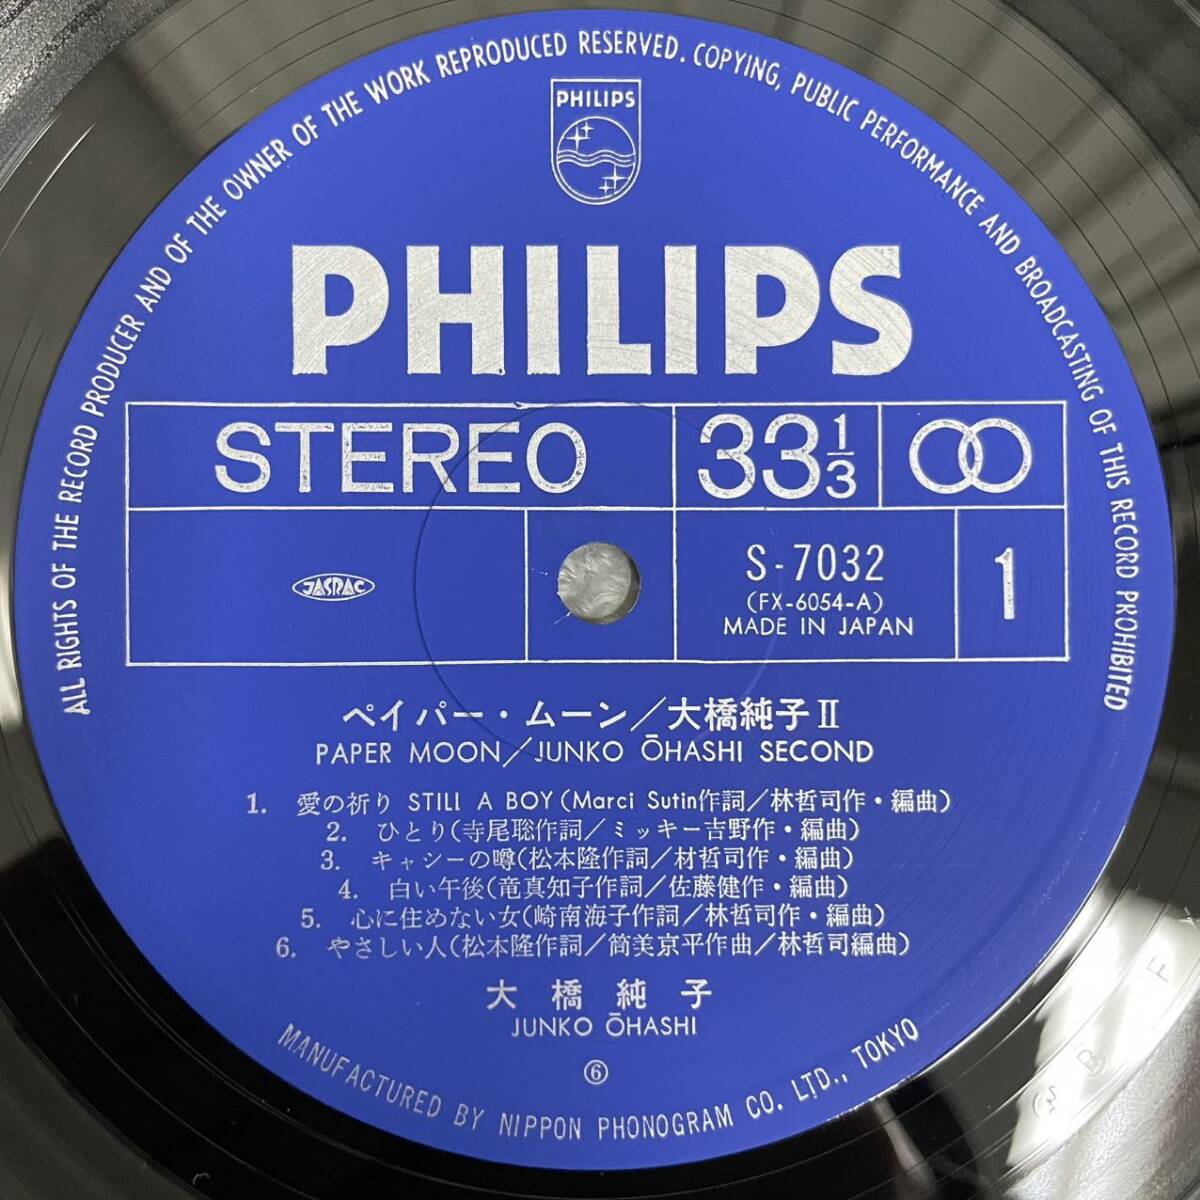 ALL RIGHTS OF THE RECORD PRODUCER AND OF THE OWNER OF THE WORK REPRODUCED RESERVED. COPYING, PUBLIC PERFORMANCE AND BROADCASTING OF THIS RECORD PROHIBITED
PHILIPS
PHILIPS
STEREO 33 1/3
JASRAC
S-7032
(FX-6054-A)
MADE IN JAPAN
1
ペイパー・ムーン／大橋純子Ⅱ
PAPER MOON／JUNKO ŌHASHI SECOND
1. 愛の祈り STILL A BOY(Marci Sutin作詞／林哲司作・編曲)
2. ひとり(寺尾聡作詞／ミッキー吉野作・編曲)
3. キャシーの噂(松本隆作詞／材哲司作・編曲)
4. 白い午後(竜真知子作詞／佐藤健作・編曲)
5. 心に住めない女(崎南海子作詞／林哲司作・編曲)
6. やさしい人(松本隆作詞／筒美京平作曲／林哲司編曲)
大橋純子
JUNKO ŌHASHI
⑥
MANUFACTURED BY NIPPON PHONOGRAM CO. LTD., TOKYO